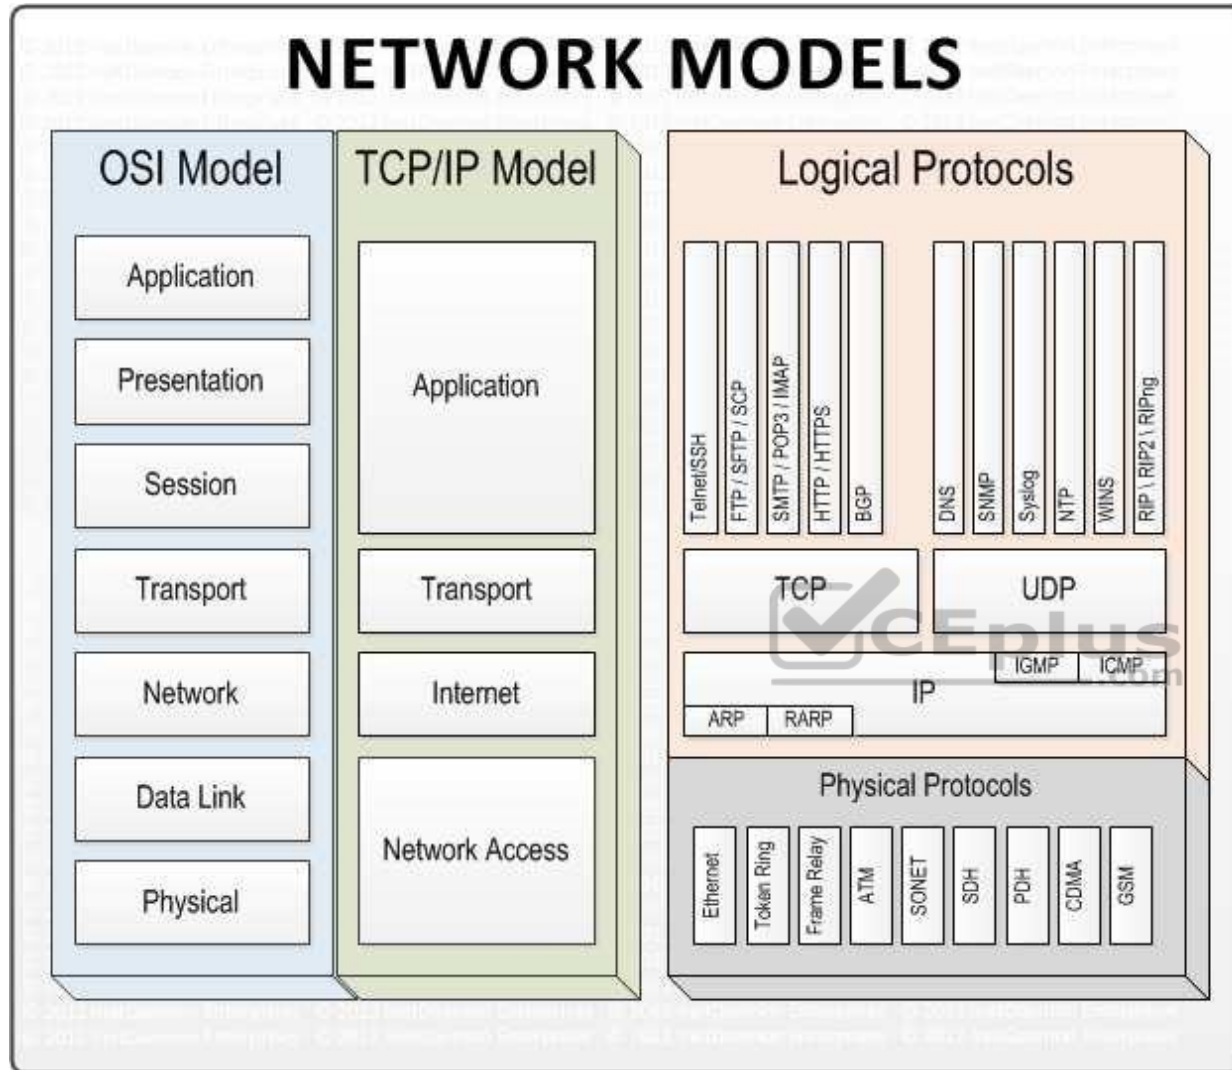 NETWORK MODELS
OSI Model
Application
Presentation
Session
Transport
Network
Data Link
Physical
TCP/IP Model
Application
Transport
Internet
Network Access
Logical Protocols
Telnet/SSH
FTP / SFTP / SCP
SMTP / POP3 / IMAP
HTTP / HTTPS
BGP
DNS
SNMP
Syslog
NTP
WINS
RIP \ RIP2 \ RIPng
TCP
UDP
CEplus
.com
IP
IGMP
ICMP
ARP
RARP
Physical Protocols
Ethernet
Token Ring
Frame Relay
ATM
SONET
SDH
PDH
CDMA
GSM